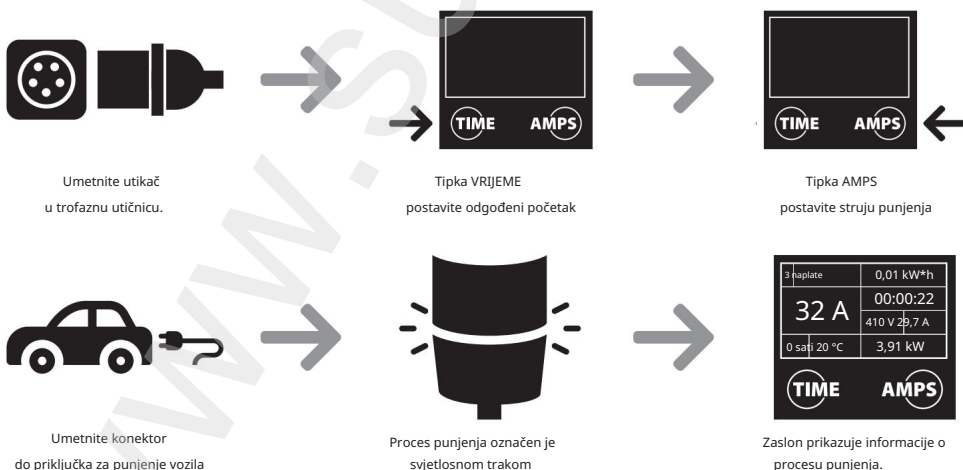 TIME AMPS
TIME AMPS
Umetnite utikač
u trofaznu utičnicu.
Tipka VRIJEME
postavite odgođeni početak
Tipka AMPS
postavite struju punjenja
3 naplate 0,01 kW*h
32 A 00:00:22
410 V 29,7 A
0 sati 20 °C 3,91 kW
TIME AMPS
Umetnite konektor
do priključka za punjenje vozila
Proces punjenja označen je
svjetlosnom trakom
Zaslon prikazuje informacije o
procesu punjenja.